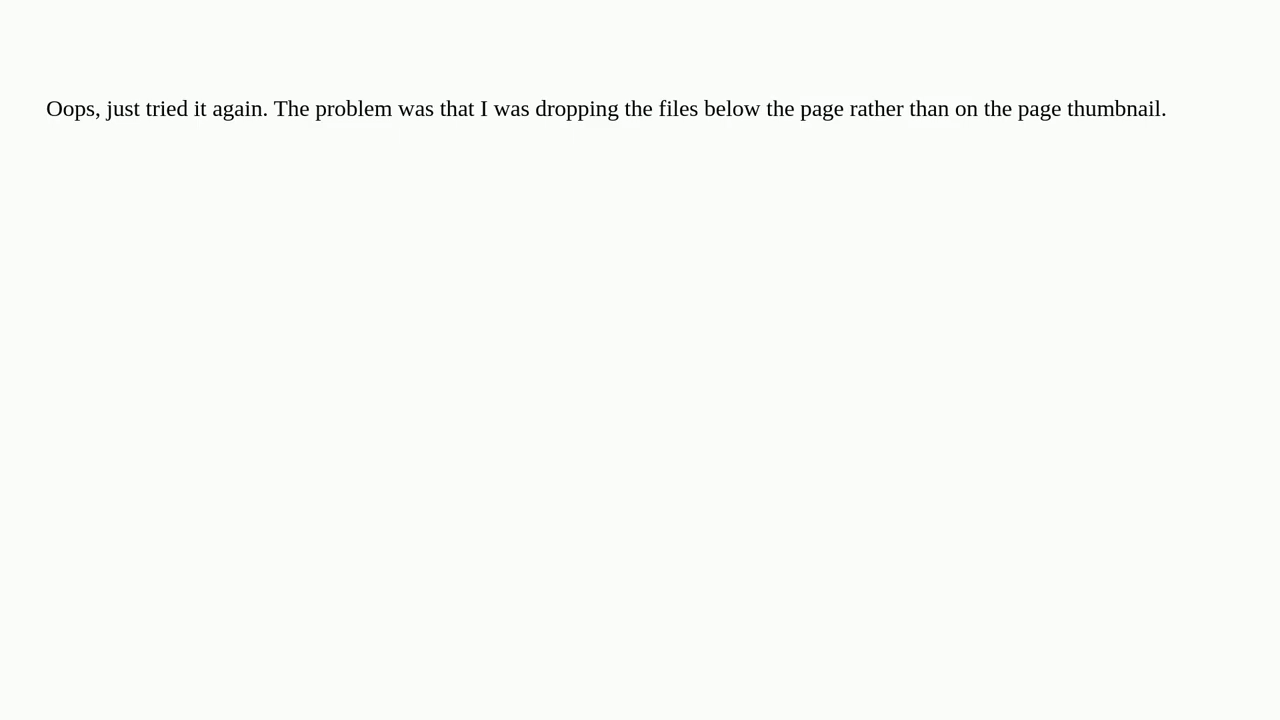 Oops, just tried it again. The problem was that I was dropping the files below the page rather than on the page thumbnail.